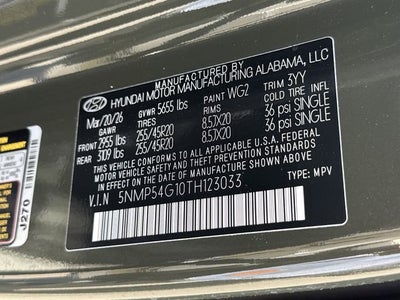 MANUFACTURED BY
HYUNDAI MOTOR MANUFACTURING ALABAMA, LLC
Mar/20/26 GVWR 5655 lbs PAINT WG2 TRIM 3YY
GAWR TIRES RIMS COLD TIRE INFL
FRONT 2955 lbs 255/45R20 8.5JX20 36 psi SINGLE
REAR 3109 lbs 255/45R20 8.5JX20 36 psi SINGLE
THIS VEHICLE CONFORMS TO ALL APPLICABLE U.S.A FEDERAL
MOTOR VEHICLE SAFETY STANDARDS IN EFFECT ON THE DATE OF MANUFACTURE SHOWN ABOVE.
V.I.N 5NMP54G10TH123033 TYPE: MPV
J270